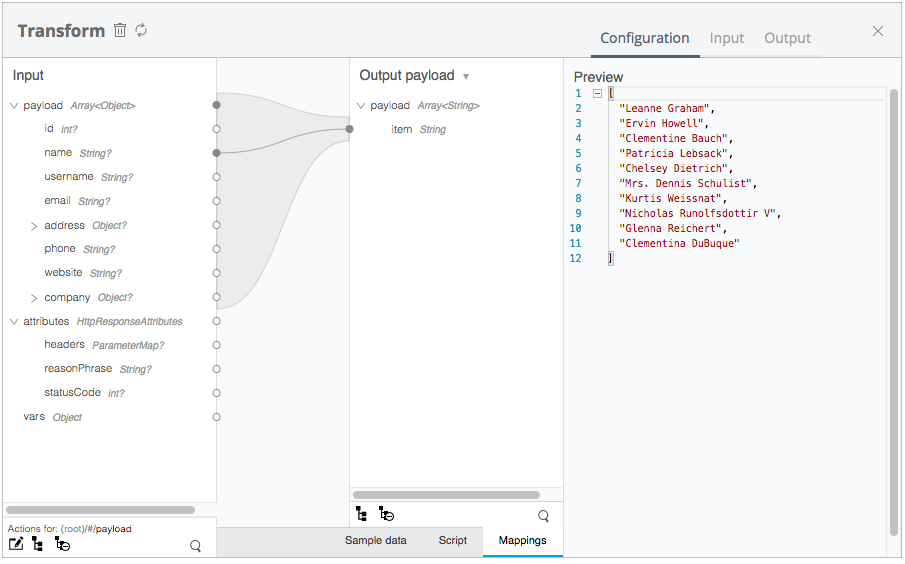 Transform
Configuration Input Output
Input
payload Array<Object>
id Int?
name String?
username String?
email String?
address Object?
phone String?
website String?
company Object?
attributes HttpResponseAttributes
headers ParameterMap?
reasonPhrase String?
statusCode Int?
vars Object
Actions for: (root)/#/payload
Output payload
payload Array<String>
item String
Sample data Script Mappings
Preview
1 [
2 "Leanne Graham",
3 "Ervin Howell",
4 "Clementine Bauch",
5 "Patricia Lebsack",
6 "Chelsey Dietrich",
7 "Mrs. Dennis Schulist",
8 "Kurtis Weissnat",
9 "Nicholas Runolfsdottir V",
10 "Glenna Reichert",
11 "Clementina DuBuque"
12 ]